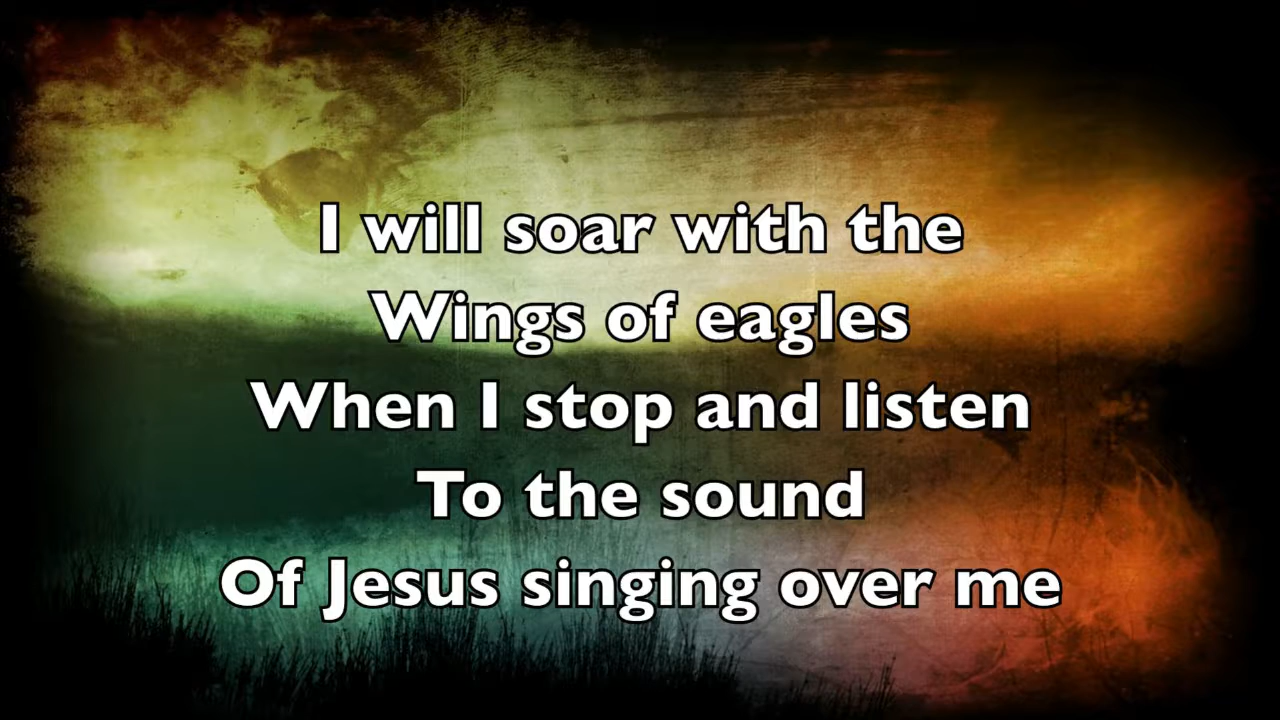 I will soar with the
Wings of eagles
When I stop and listen
To the sound
Of Jesus singing over me